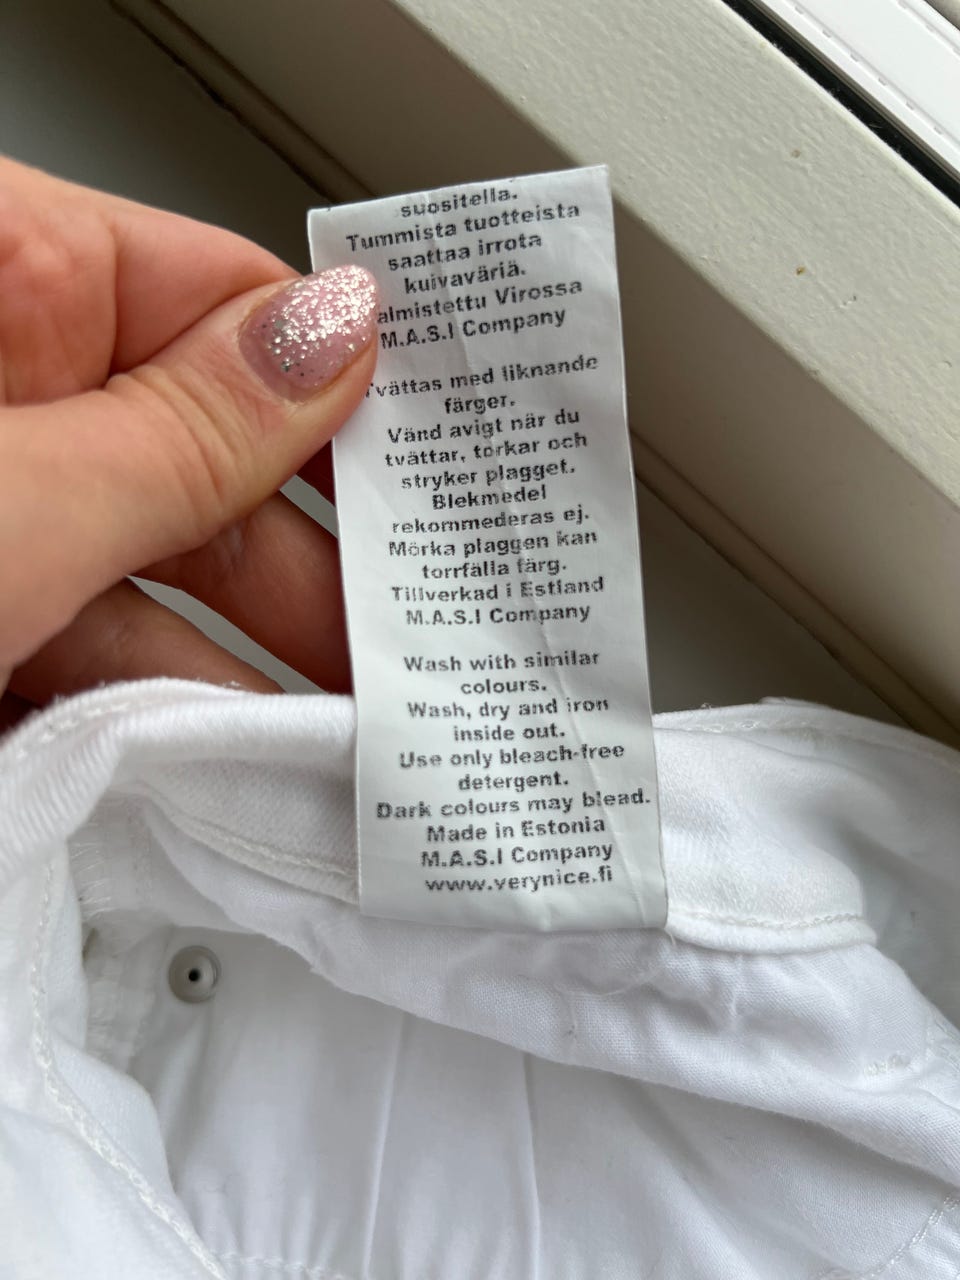 suositella.
Tummista tuotteista
saattaa irrota
kuivaväriä.
almistettu Virossa
M.A.S.I Company
Tvättas med liknande
färger.
Vänd avigt när du
tvättar, torkar och
stryker plagget.
Blekmedel
rekommederas ej.
Mörka plaggen kan
torrfälla färg.
Tillverkad i Estland
M.A.S.I Company
Wash with similar
colours.
Wash, dry and iron
inside out.
Use only bleach-free
detergent.
Dark colours may blead.
Made in Estonia
M.A.S.I Company
www.verynice.fi